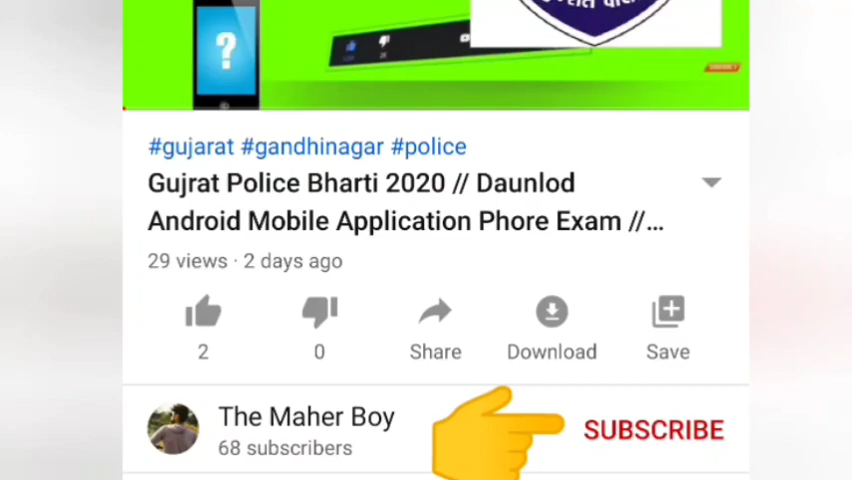 ?
#gujarat #gandhinagar #police
Gujrat Police Bharti 2020 // Daunlod
Android Mobile Application Phore Exam //...
29 views · 2 days ago
2
0
Share
Download
Save
The Maher Boy
68 subscribers
SUBSCRIBE